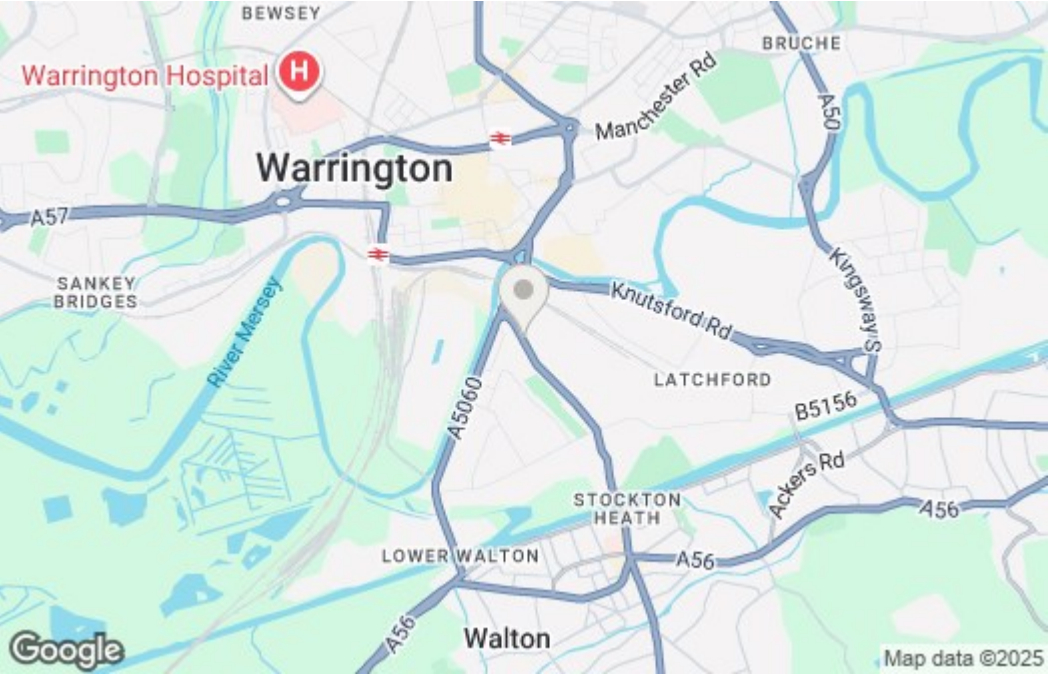 BEWSEY
BRUCHE
Warrington Hospital
H
Manchester Rd
A50
Warrington
A57
SANKEY
BRIDGES
River Mersey
Kingsway S
Knutsford Rd
LATCHFORD
A5060
B5156
Ackers Rd
STOCKTON
HEATH
A56
LOWER WALTON
A56
A56
Walton
Google
Map data ©2025